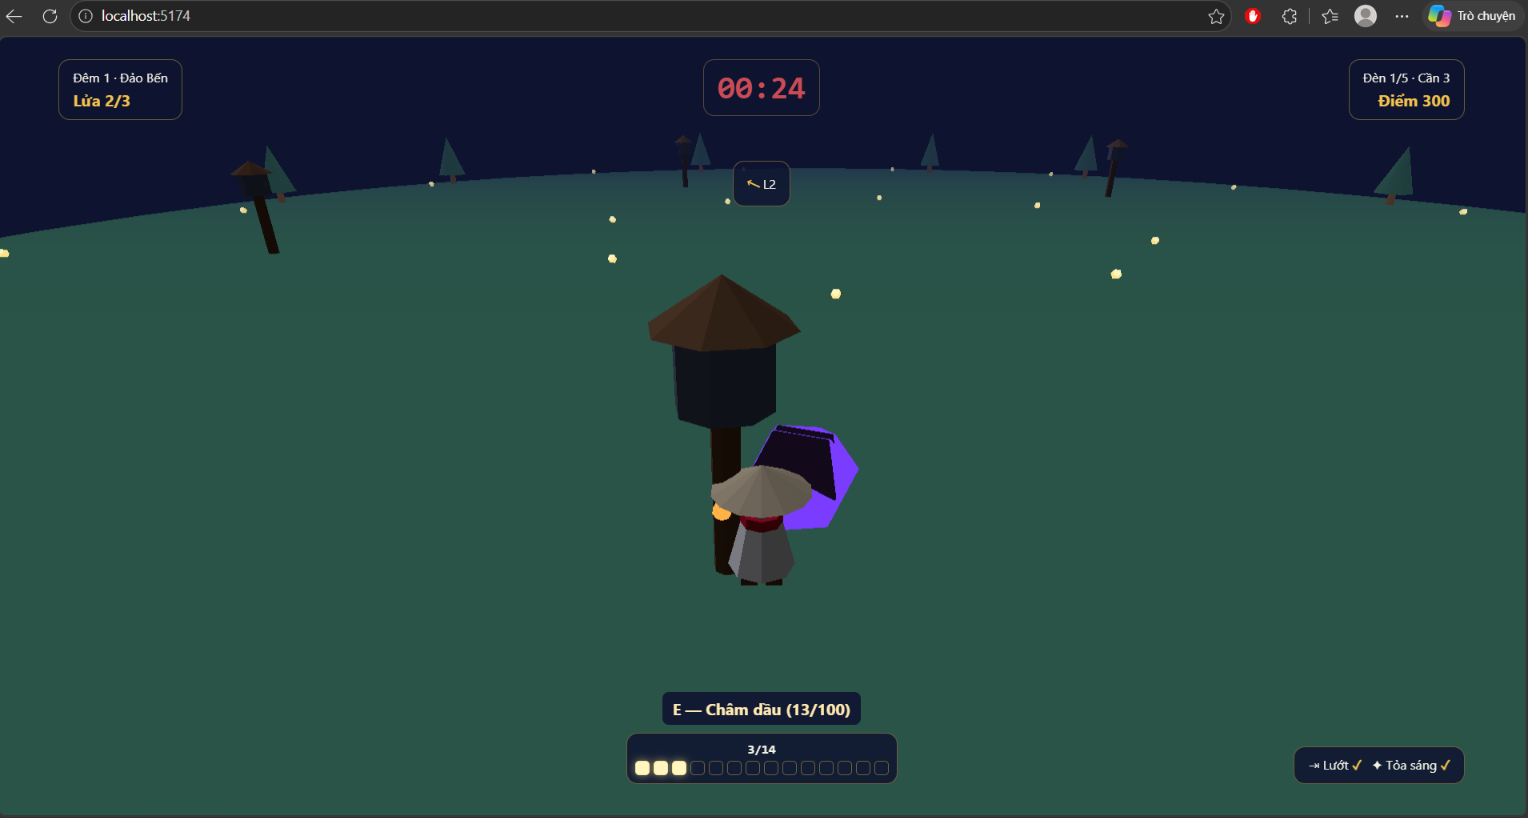 localhost:5174
Trò chuyện
Đêm 1 · Đảo Bến
Lửa 2/3
00:24
Đèn 1/5 · Cần 3
Điểm 300
L2
E — Châm dầu (13/100)
3/14
⇥ Lướt ✓ ✦ Tỏa sáng ✓